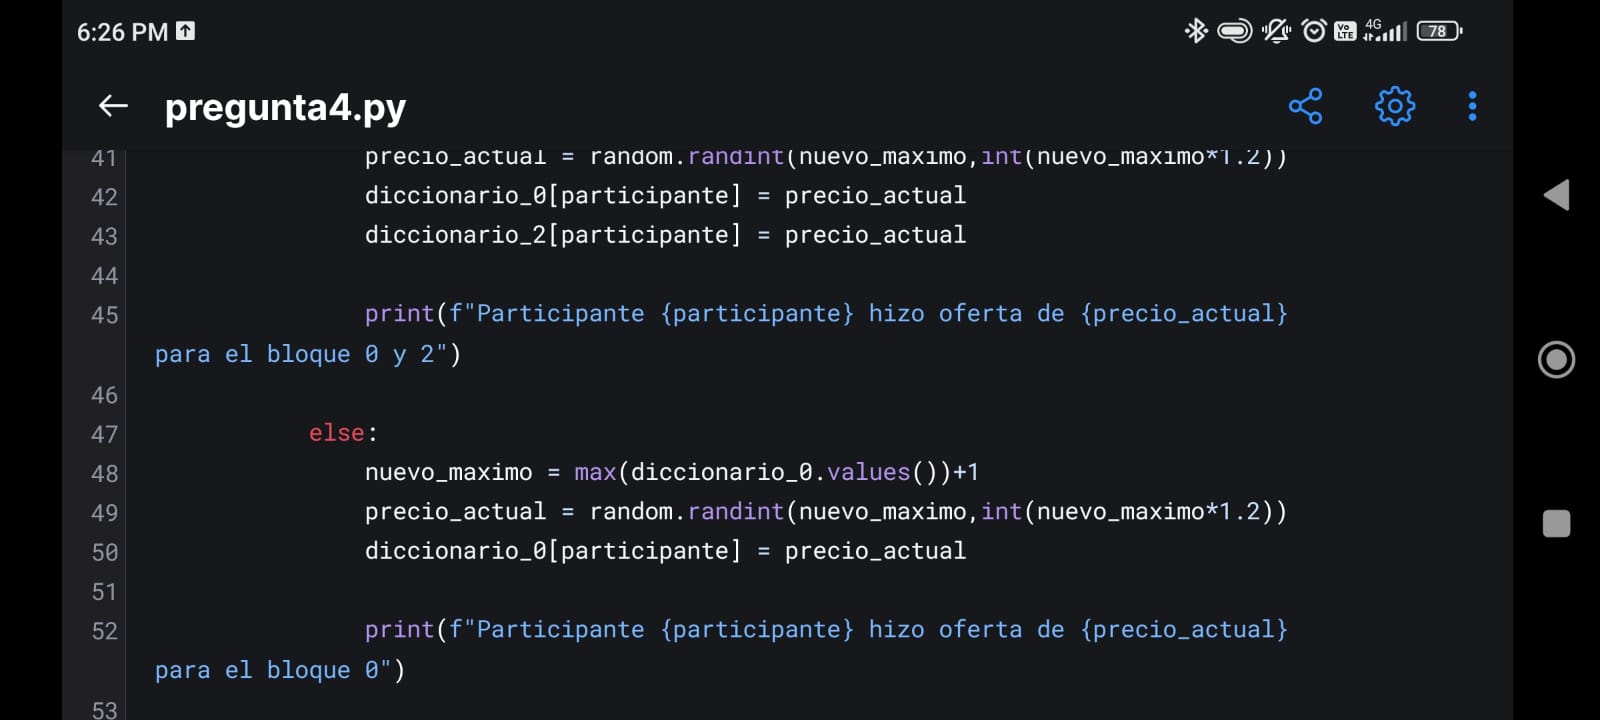 6:26 PM
VoLTE 4G 78
pregunta4.py
41 precio_actual = random.randint(nuevo_maximo,int(nuevo_maximo*1.2))
42 diccionario_0[participante] = precio_actual
43 diccionario_2[participante] = precio_actual
44
45 print(f"Participante {participante} hizo oferta de {precio_actual}
para el bloque 0 y 2")
46
47 else:
48 nuevo_maximo = max(diccionario_0.values())+1
49 precio_actual = random.randint(nuevo_maximo,int(nuevo_maximo*1.2))
50 diccionario_0[participante] = precio_actual
51
52 print(f"Participante {participante} hizo oferta de {precio_actual}
para el bloque 0")
53